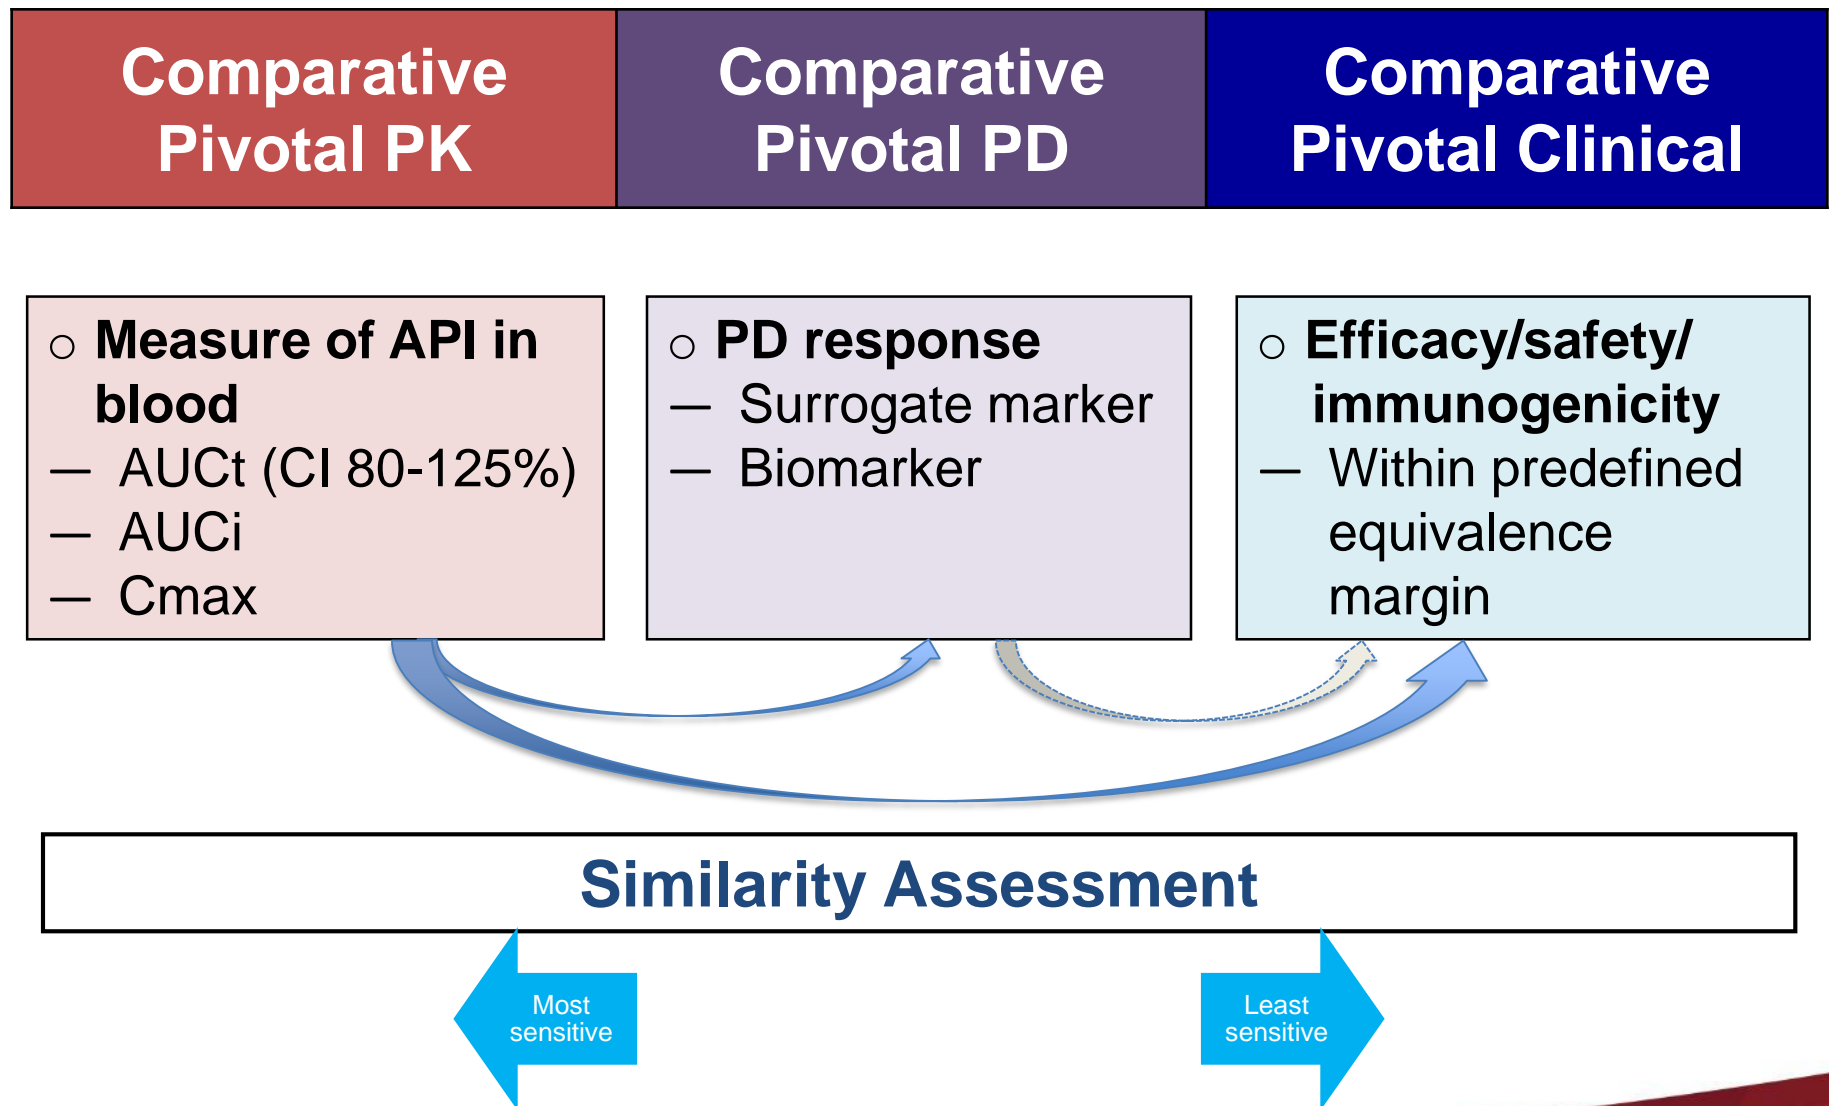 Comparative
Pivotal PK
Comparative
Pivotal PD
Comparative
Pivotal Clinical
○ Measure of API in
blood
— AUCt (CI 80-125%)
— AUCi
— Cmax
○ PD response
— Surrogate marker
— Biomarker
○ Efficacy/safety/
immunogenicity
— Within predefined
equivalence
margin
Similarity Assessment
Most
sensitive
Least
sensitive